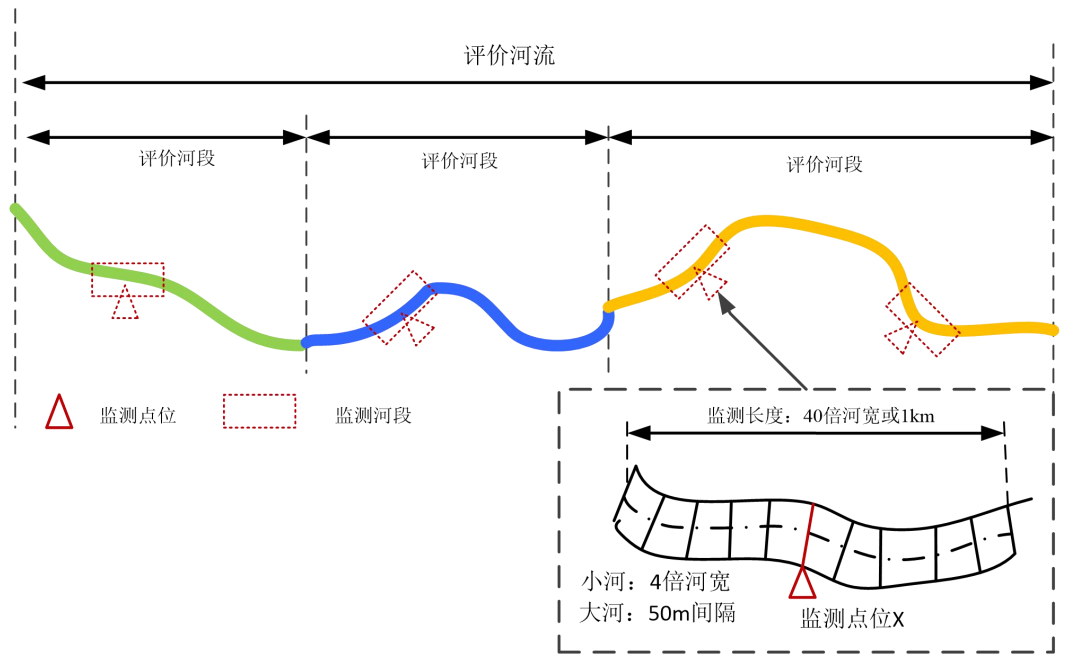 评价河流
评价河段
评价河段
评价河段
监测点位
监测河段
监测长度：40倍河宽或1km
小河：4倍河宽
大河：50m间隔
监测点位X